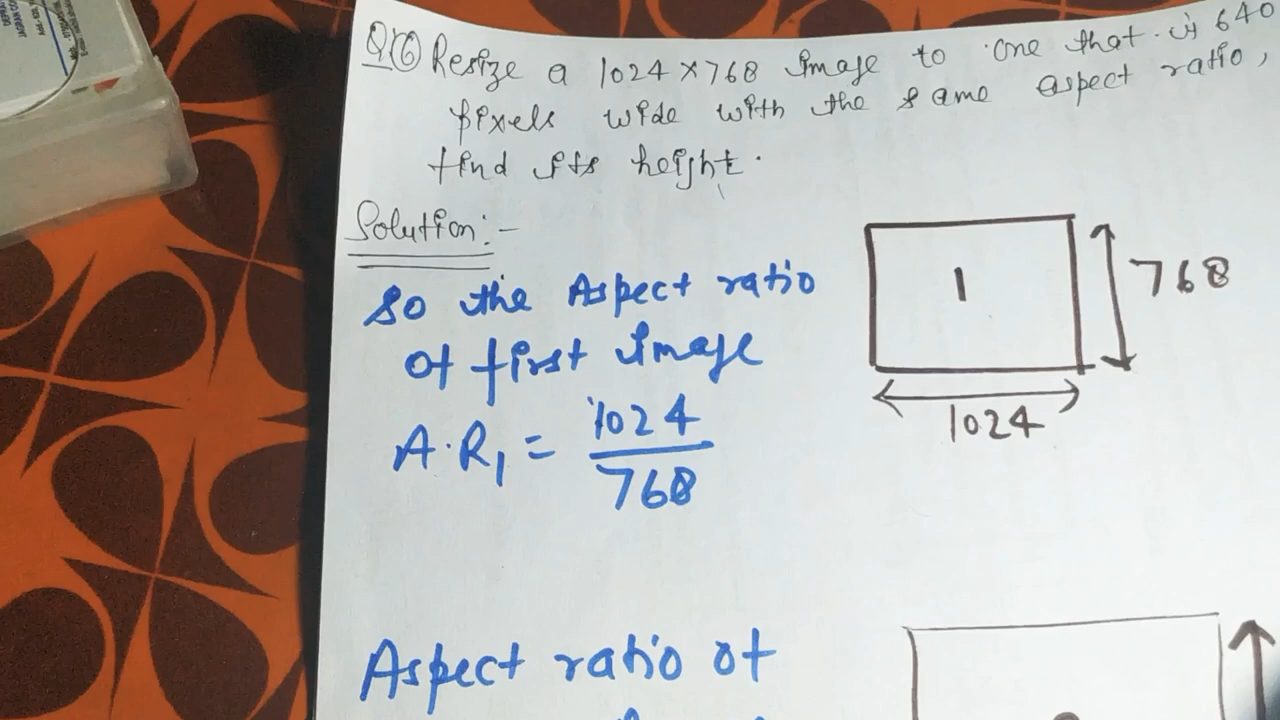 Q16 Resize a 1024 × 768 image to one that is 640
pixels wide with the same aspect ratio,
find its height.
Solution:-
So the Aspect ratio
of first image
A.R₁ = 1024
768
1
768
1024
Aspect ratio of